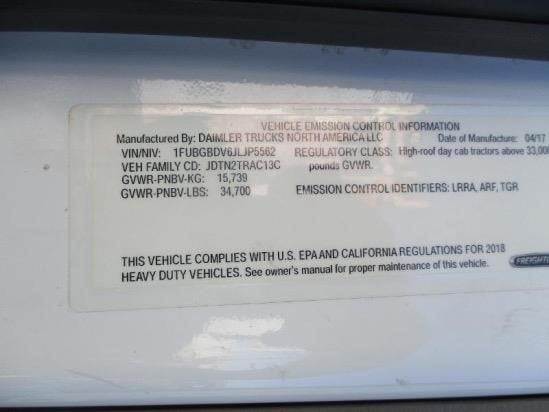 VEHICLE EMISSION CONTROL INFORMATION
Manufactured By: DAIMLER TRUCKS NORTH AMERICA LLC Date of Manufacture: 04/17
VIN/NIV: 1FUBGBDV6JLJP5562 REGULATORY CLASS: High-roof day cab tractors above 33,000
VEH FAMILY CD: JDTN2TRAC13C pounds GVWR.
GVWR-PNBV-KG: 15,739
GVWR-PNBV-LBS: 34,700 EMISSION CONTROL IDENTIFIERS: LRRA, ARF, TGR
THIS VEHICLE COMPLIES WITH U.S. EPA AND CALIFORNIA REGULATIONS FOR 2018
HEAVY DUTY VEHICLES. See owner's manual for proper maintenance of this vehicle.